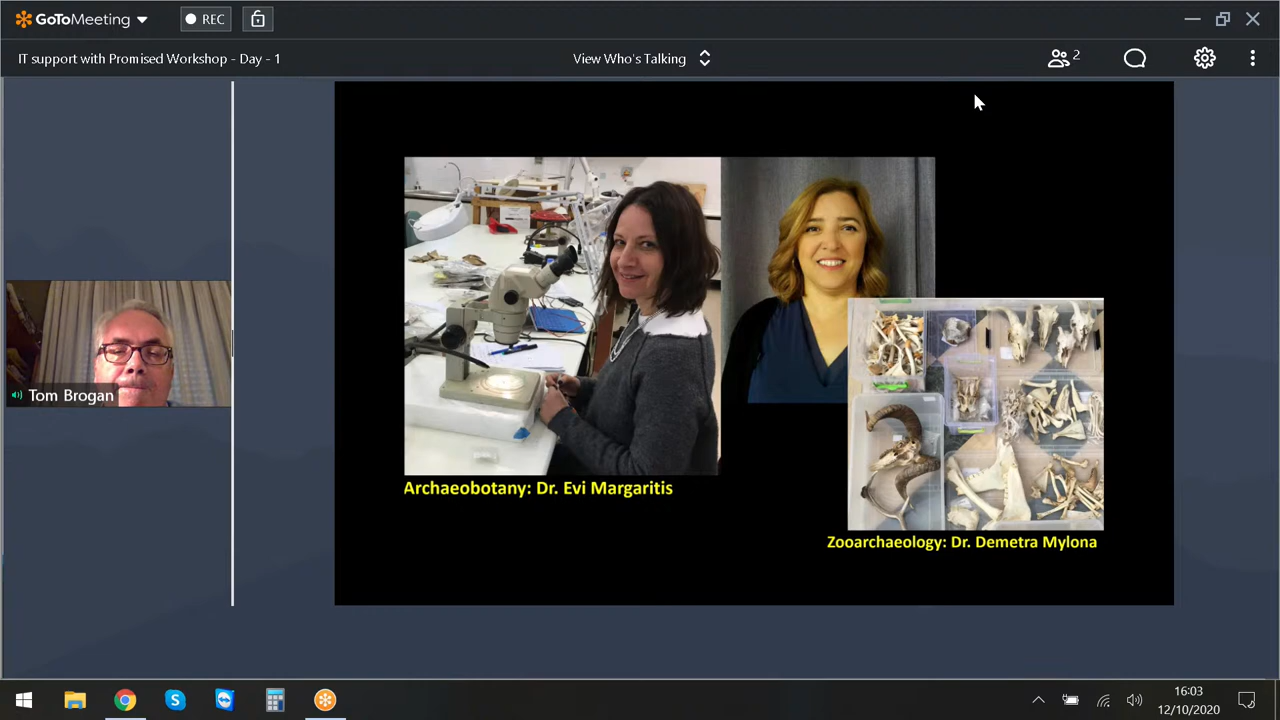 GoToMeeting
REC
IT support with Promised Workshop - Day - 1
View Who's Talking
2
Tom Brogan
Archaeobotany: Dr. Evi Margaritis
Zooarchaeology: Dr. Demetra Mylona
16:03
12/10/2020